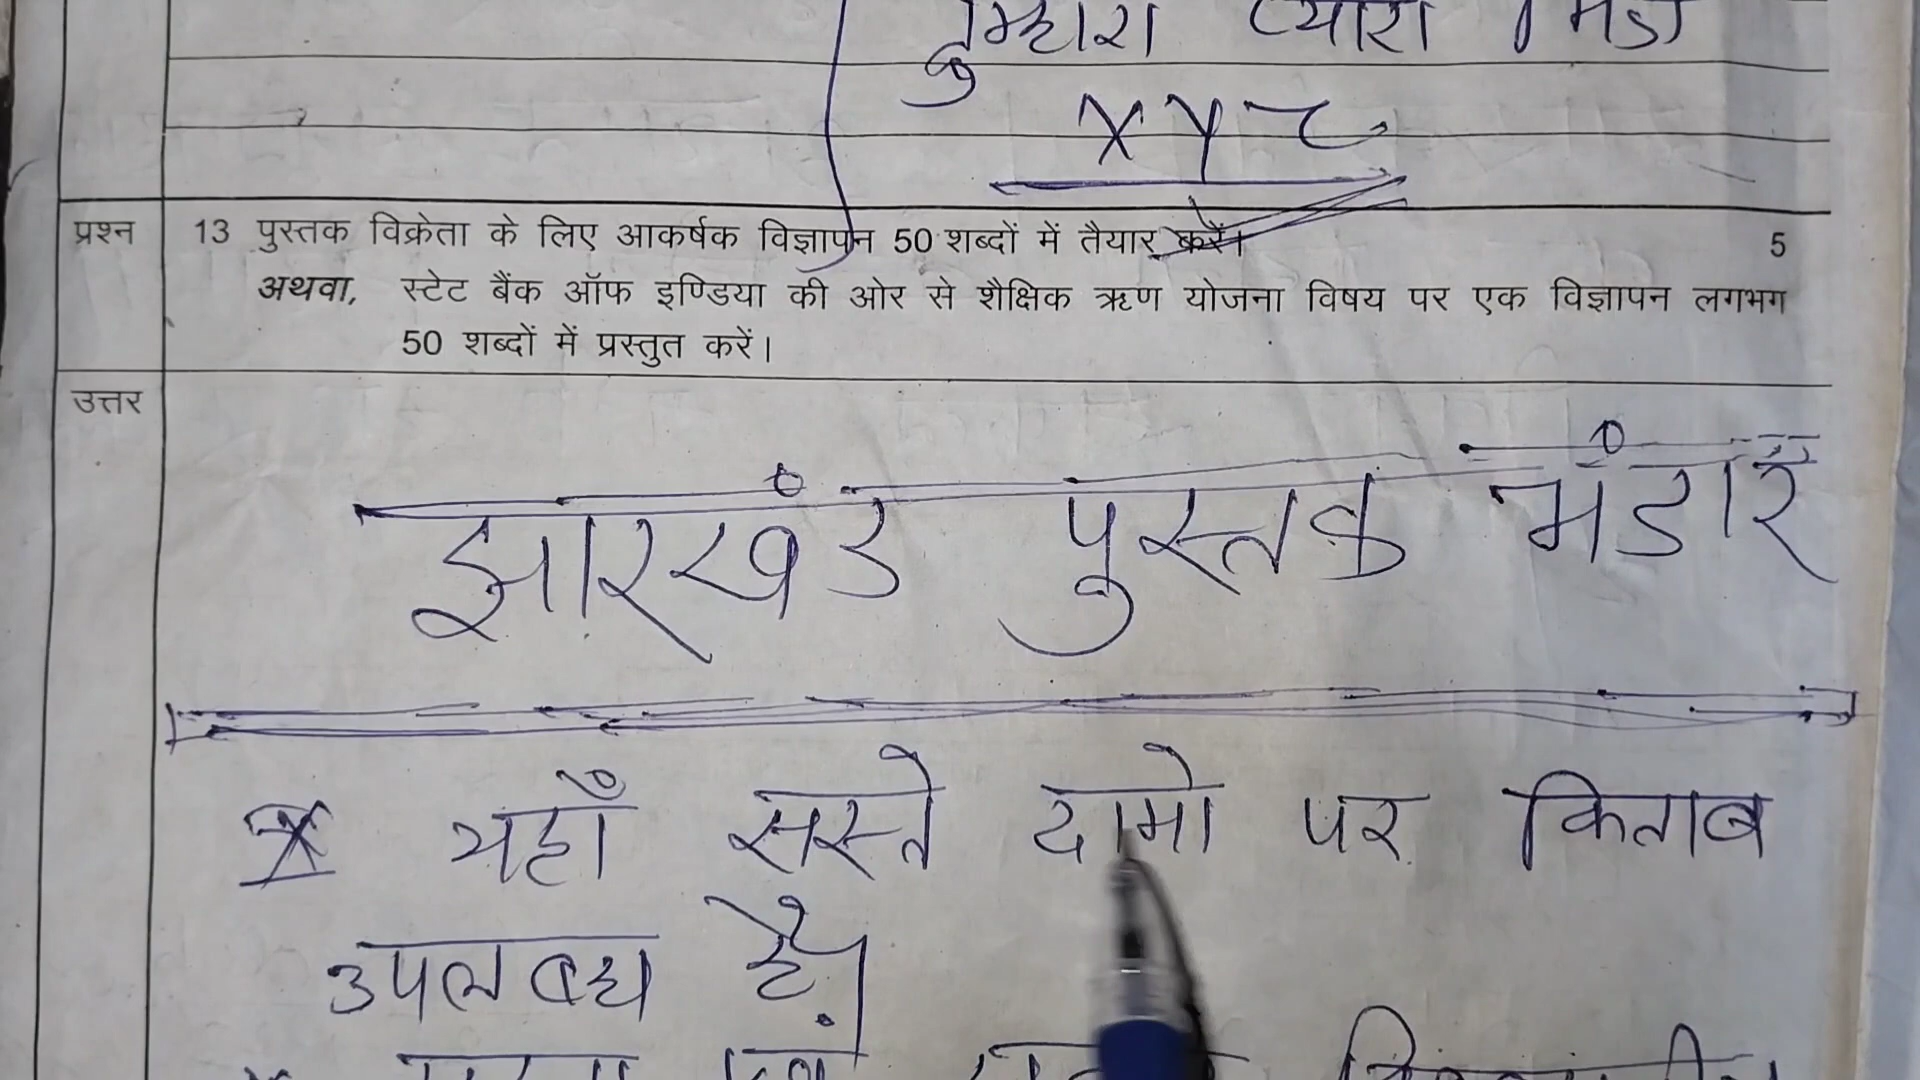 तुम्हारा प्यारा
XYZ
प्रश्न 13 पुस्तक विक्रेता के लिए आकर्षक विज्ञापन 50 शब्दों में तैयार करें। 5
अथवा, स्टेट बैंक ऑफ इण्डिया की ओर से शैक्षिक ऋण योजना विषय पर एक विज्ञापन लगभग
50 शब्दों में प्रस्तुत करें।
उत्तर
झारखंड पुस्तक भंडार
* यहाँ सस्ते दामो पर किताब
उपलबध है।